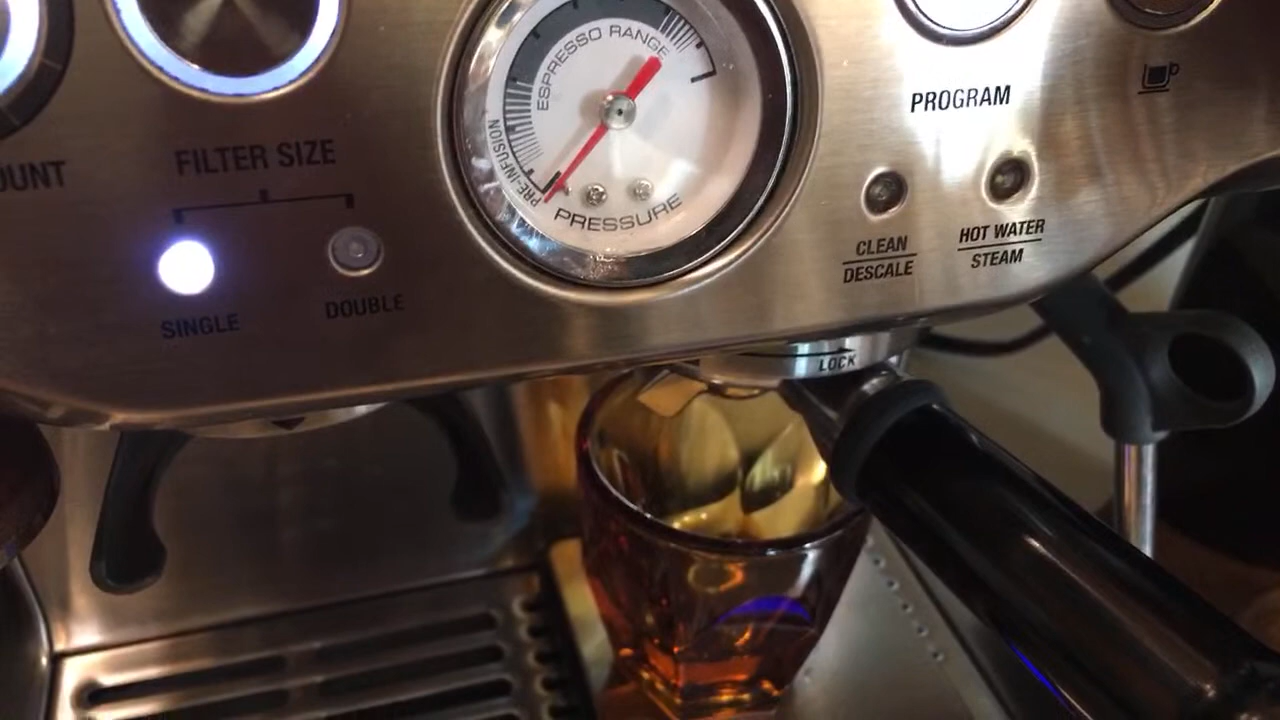 OUNT
FILTER SIZE
SINGLE
DOUBLE
ESPRESSO RANGE
PRE-INFUSION
PRESSURE
PROGRAM
CLEAN
DESCALE
HOT WATER
STEAM
LOCK